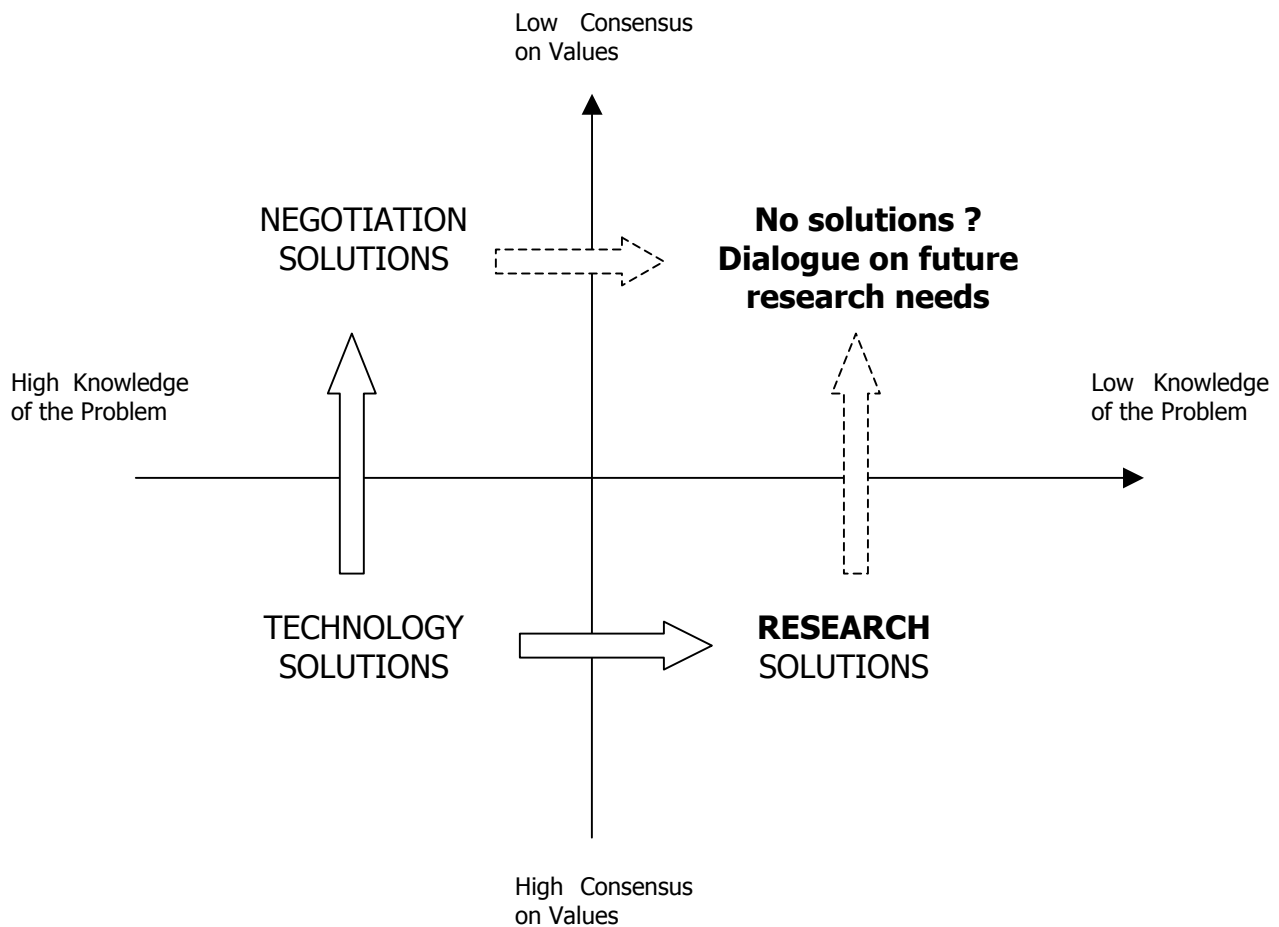 Low Consensus
on Values
NEGOTIATION
SOLUTIONS
No solutions ?
Dialogue on future
research needs
High Knowledge
of the Problem
Low Knowledge
of the Problem
TECHNOLOGY
SOLUTIONS
RESEARCH
SOLUTIONS
High Consensus
on Values